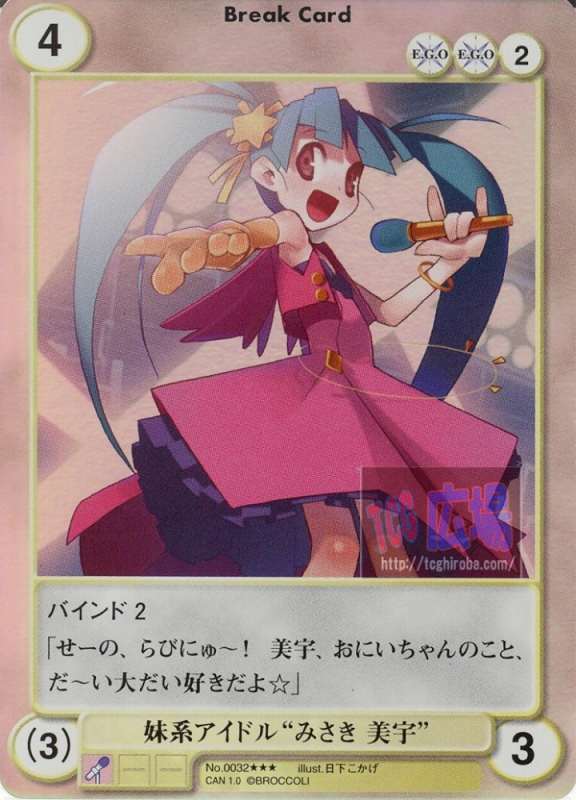 Break Card
4
E.G.O E.G.O 2
TCG 広場
http://tcghiroba.com/
バインド 2
「せーの、らびにゅ～! 美宇、おにいちゃんのこと、
だ～い大だい好きだよ☆」
(3)
妹系アイドル“みさき 美宇”
3
No.0032★★★ illust.日下こかげ
CAN 1.0 ©BROCCOLI